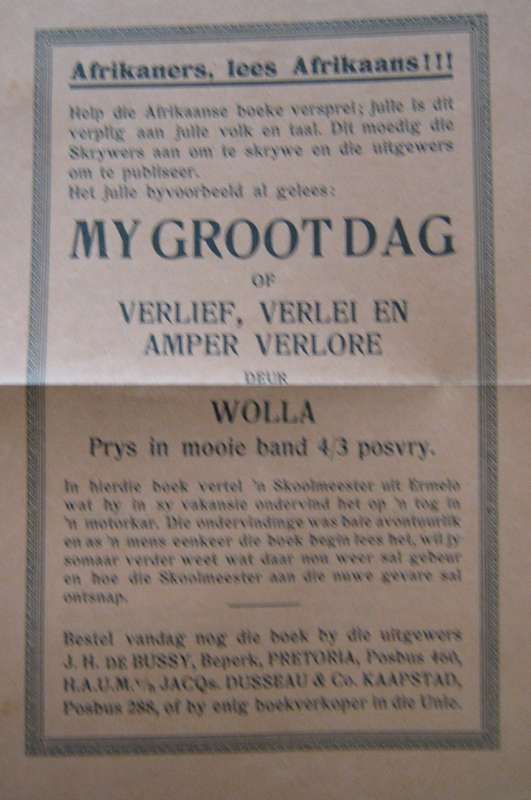 Afrikaners, lees Afrikaans!!!
Help die Afrikaanse boeke versprei; julle is dit
verplig aan julle volk en taal. Dit moedig die
Skrywers aan om te skrywe en die uitgewers
om te publiseer.
Het julle byvoorbeeld al gelees:
MY GROOT DAG
OF
VERLIEF, VERLEI EN
AMPER VERLORE
DEUR
WOLLA
Prys in mooie band 4/3 posvry.
In hierdie boek vertel 'n Skoolmeester uit Ermelo
wat hy in sy vakansie ondervind het op 'n tog in
'n motorkar. Die ondervindinge was baie avontuurlik
en as 'n mens eenkeer die boek begin lees het, wil jy
somaar verder weet wat daar nou weer sal gebeur
en hoe die Skoolmeester aan die nuwe gevare sal
ontsnap.
Bestel vandag nog die boek by die uitgewers
J. H. DE BUSSY, Beperk, PRETORIA, Posbus 460,
H.A.U.M. v/h JACQs. DUSSEAU & Co. KAAPSTAD,
Posbus 288, of by enig boekverkoper in die Unie.